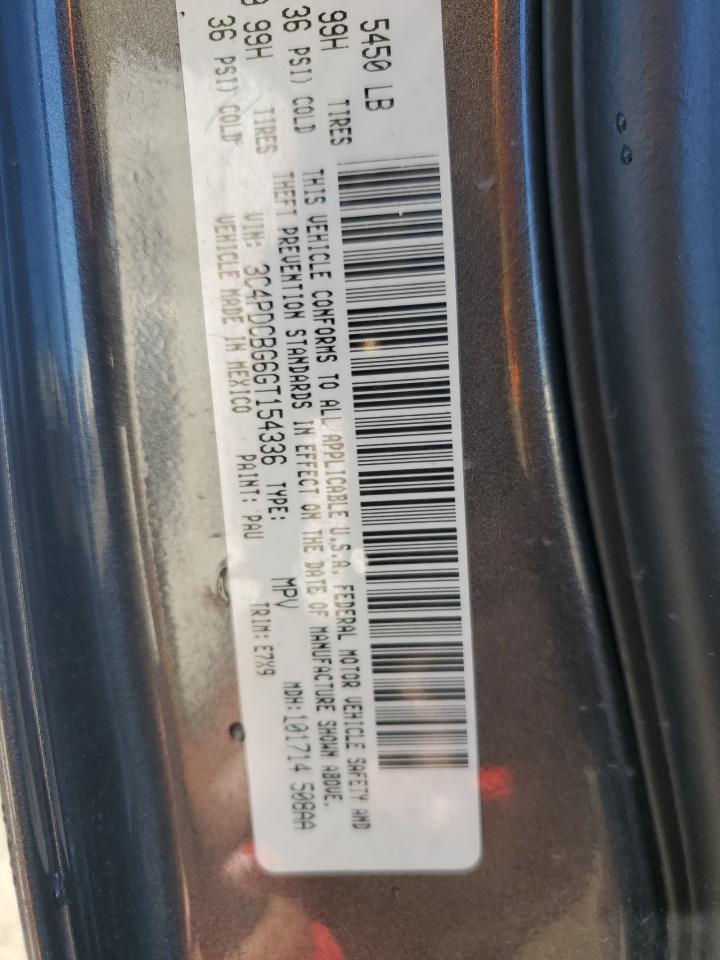 5450 LB
99H TIRES
36 PSI) COLD
99H TIRES
36 PSI) COLD
THIS VEHICLE CONFORMS TO ALL APPLICABLE U.S.A. FEDERAL MOTOR VEHICLE SAFETY AND
THEFT PREVENTION STANDARDS IN EFFECT ON THE DATE OF MANUFACTURE SHOWN ABOVE.
VIN: 3C4PDCBG6GT154336 TYPE: MPV MDH:101714 508AA
VEHICLE MADE IN MEXICO PAINT: PAU TRIM:E7X9